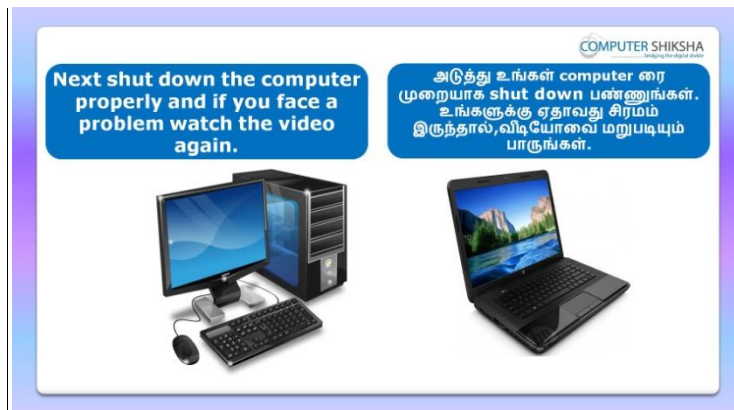 COMPUTER SHIKSHA
bridging the digital divide
Next shut down the computer
properly and if you face a
problem watch the video
again.
அடுத்து உங்கள் computer ரை
முறையாக shut down பண்ணுங்கள்.
உங்களுக்கு ஏதாவது சிரமம்
இருந்தால்,வீடியோவை மறுபடியும்
பாருங்கள்.